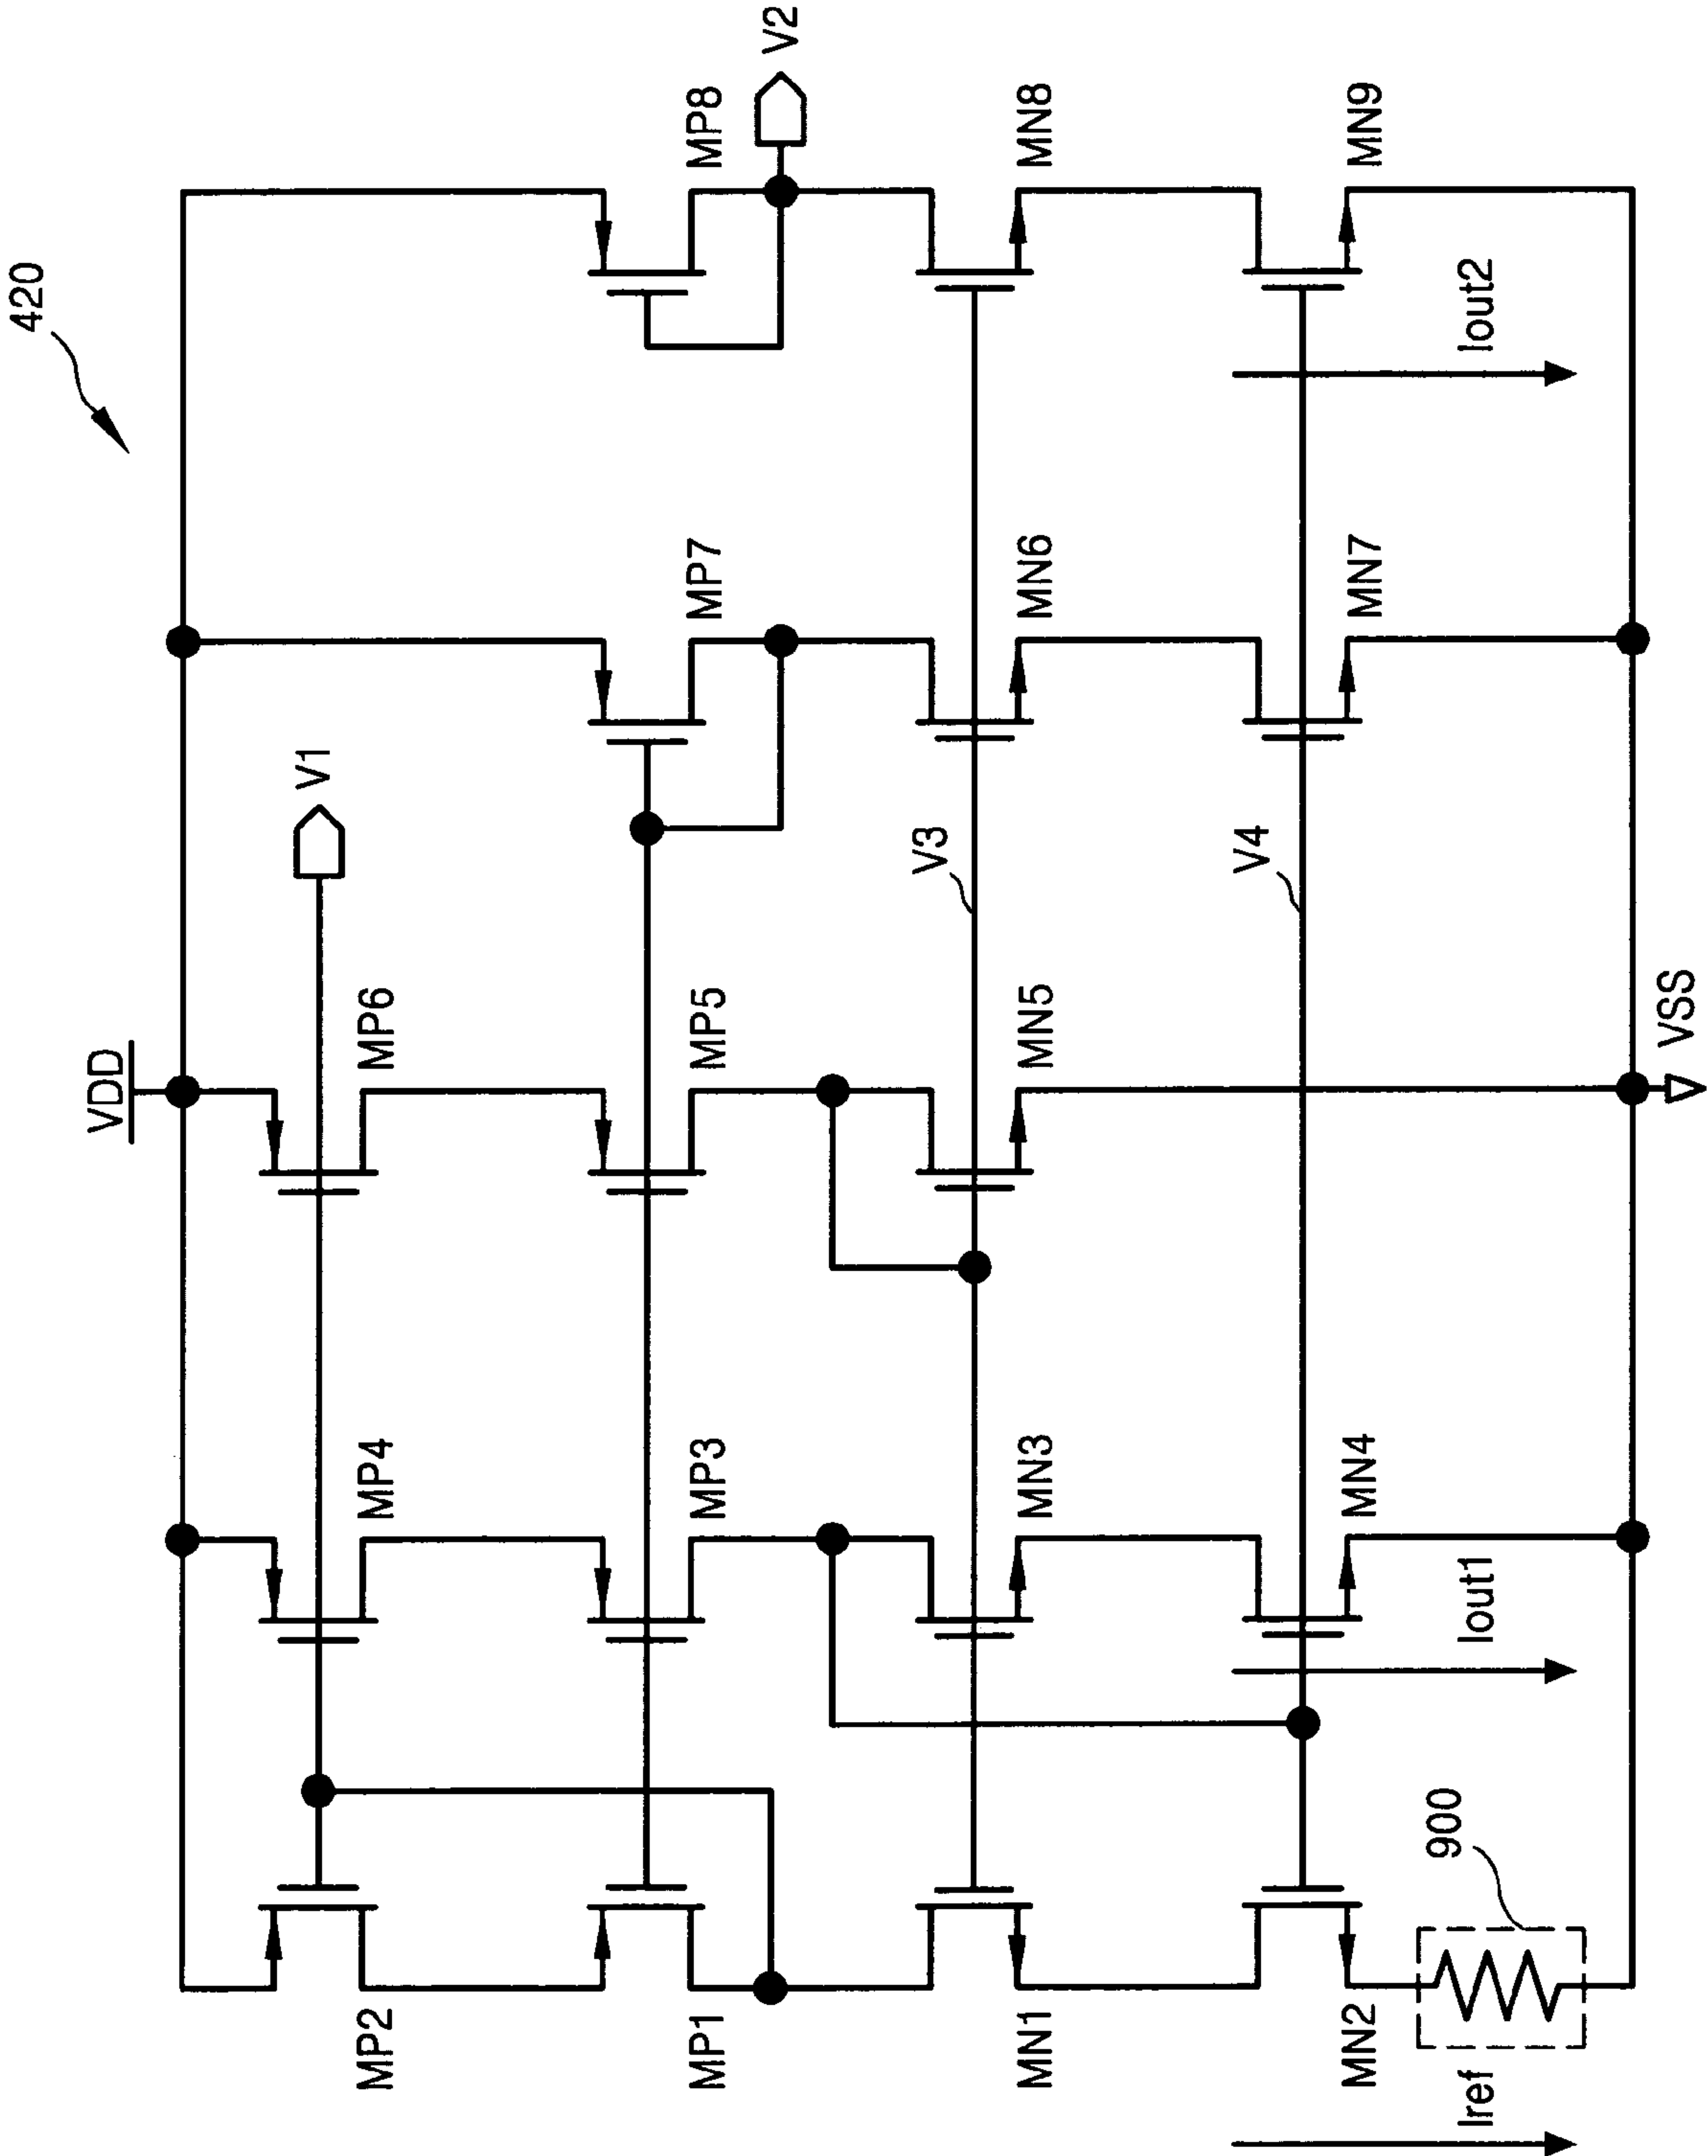 420
VDD
V1
V2
MP2
MP4
MP6
MP1
MP3
MP5
MP7
MP8
V3
MN1
MN3
MN5
MN6
MN8
V4
MN2
MN4
MN7
MN9
900
Iref
Iout1
Iout2
VSS